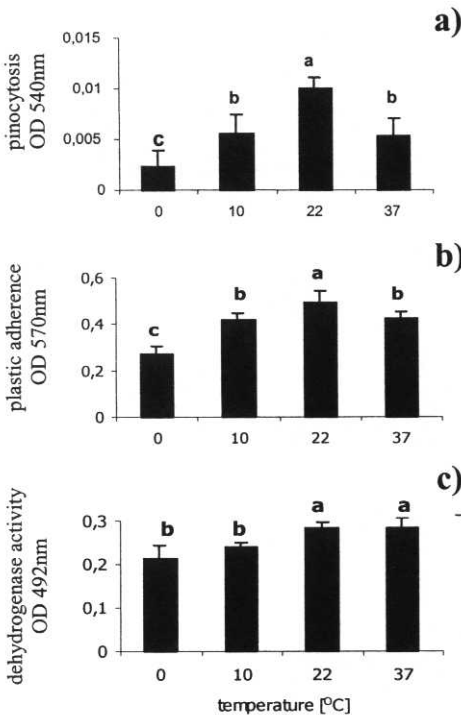 a)
pinocytosis
OD 540nm
0,015
0,01
0,005
0
c
b
a
b
0 10 22 37
b)
plastic adherence
OD 570nm
0,6
0,4
0,2
0
c
b
a
b
0 10 22 37
c)
dehydrogenase activity
OD 492nm
0,3
0,2
0,1
0
b
b
a
a
0 10 22 37
temperature [⁰C]